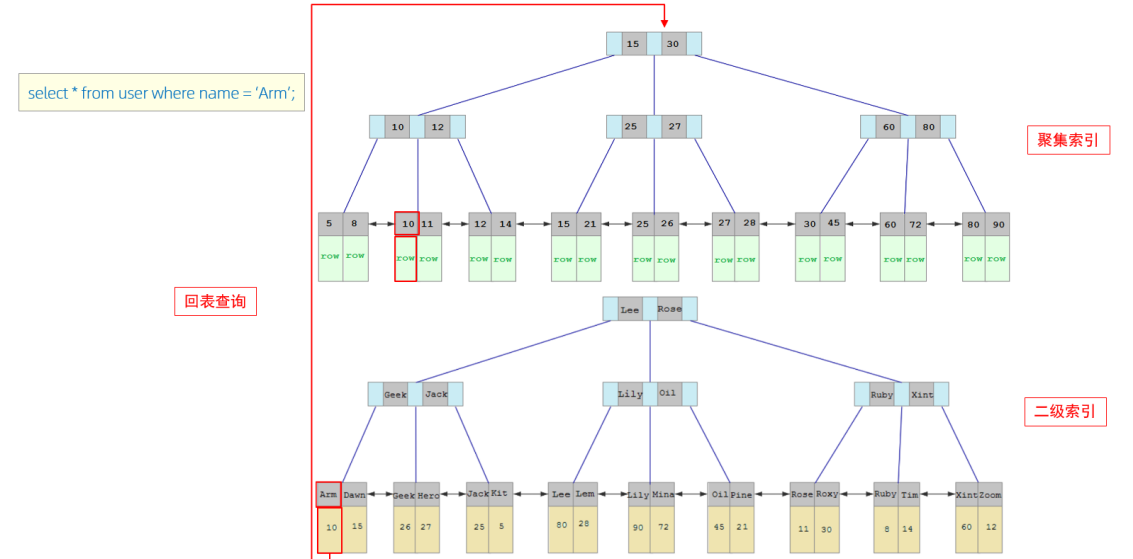 15 30
select * from user where name = ‘Arm’;
10 12
25 27
60 80
聚集索引
5 8 10 11 12 14 15 21 25 26 27 28 30 45 60 72 80 90
row row row row row row row row row row row row row row row row row row
回表查询
Lee Rose
Geek Jack
Lily Oil
Ruby Xint
二级索引
Arm Dawn Geek Hero Jack Kit Lee Lem Lily Mina Oil Pine Rose Roxy Ruby Tim Xint Zoom
10 15 26 27 25 5 80 28 90 72 45 21 11 30 8 14 60 12